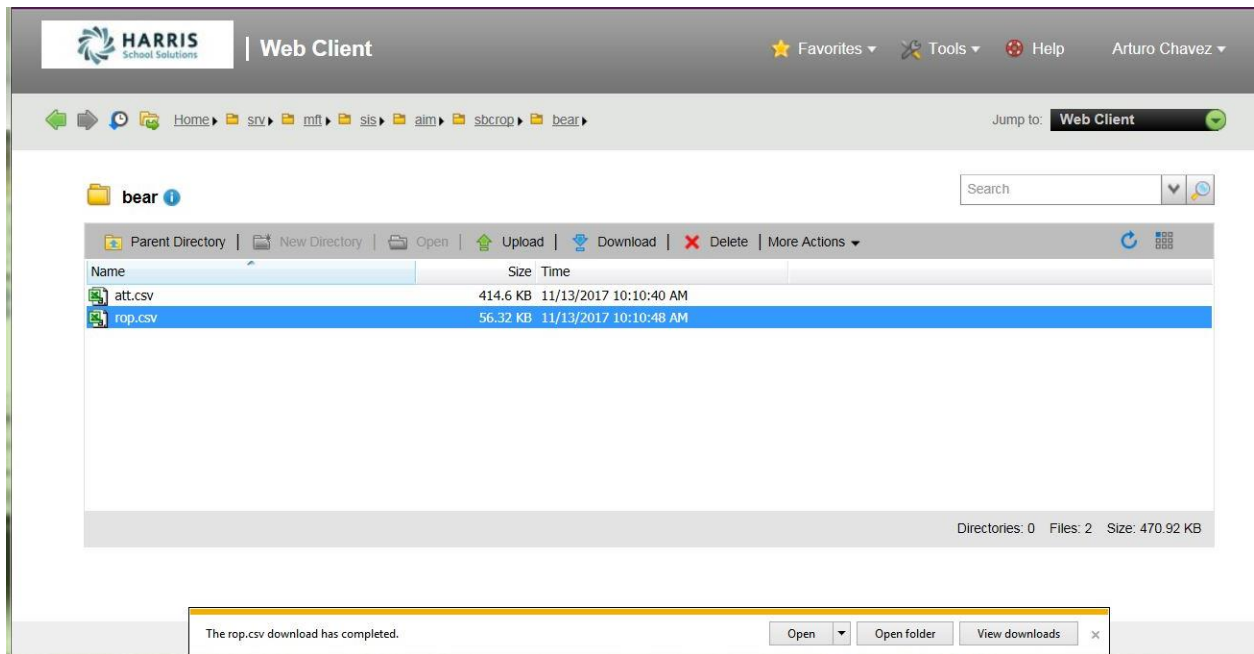 HARRIS
School Solutions
| Web Client
Favorites Tools Help Arturo Chavez
Home srv mft sis aim sbcrop bear
Jump to: Web Client
bear
Search
Parent Directory | New Directory | Open | Upload | Download | Delete | More Actions
Name Size Time
att.csv 414.6 KB 11/13/2017 10:10:40 AM
rop.csv 56.32 KB 11/13/2017 10:10:48 AM
Directories: 0 Files: 2 Size: 470.92 KB
The rop.csv download has completed. Open Open folder View downloads ×